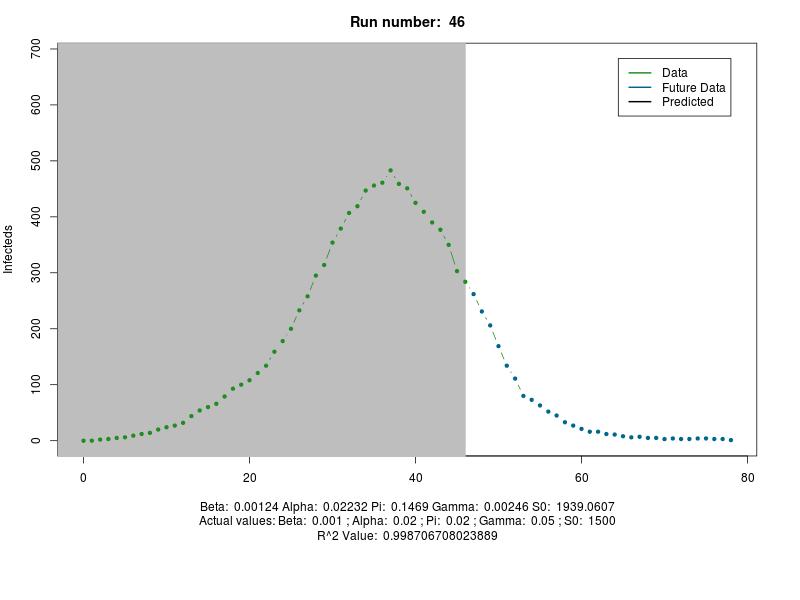 Run number: 46
700
600
500
400
300
200
100
0
Infecteds
Data
Future Data
Predicted
0 20 40 60 80
Beta: 0.00124 Alpha: 0.02232 Pi: 0.1469 Gamma: 0.00246 S0: 1939.0607
Actual values: Beta: 0.001 ; Alpha: 0.02 ; Pi: 0.02 ; Gamma: 0.05 ; S0: 1500
R^2 Value: 0.998706708023889